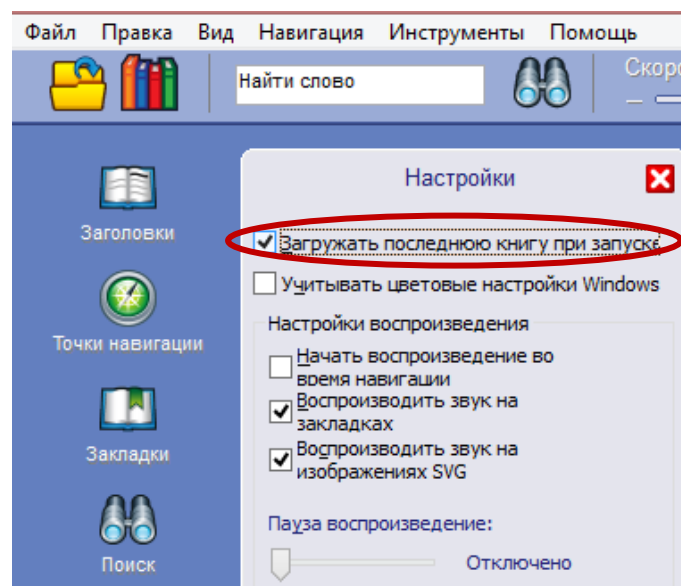 Файл Правка Вид Навигация Инструменты Помощь
Найти слово
Настройки
Заголовки
Загружать последнюю книгу при запуске
Учитывать цветовые настройки Windows
Настройки воспроизведения
Точки навигации
Начать воспроизведение во
время навигации
Воспроизводить звук на
закладках
Закладки
Воспроизводить звук на
изображениях SVG
Пауза воспроизведение:
Отключено
Поиск